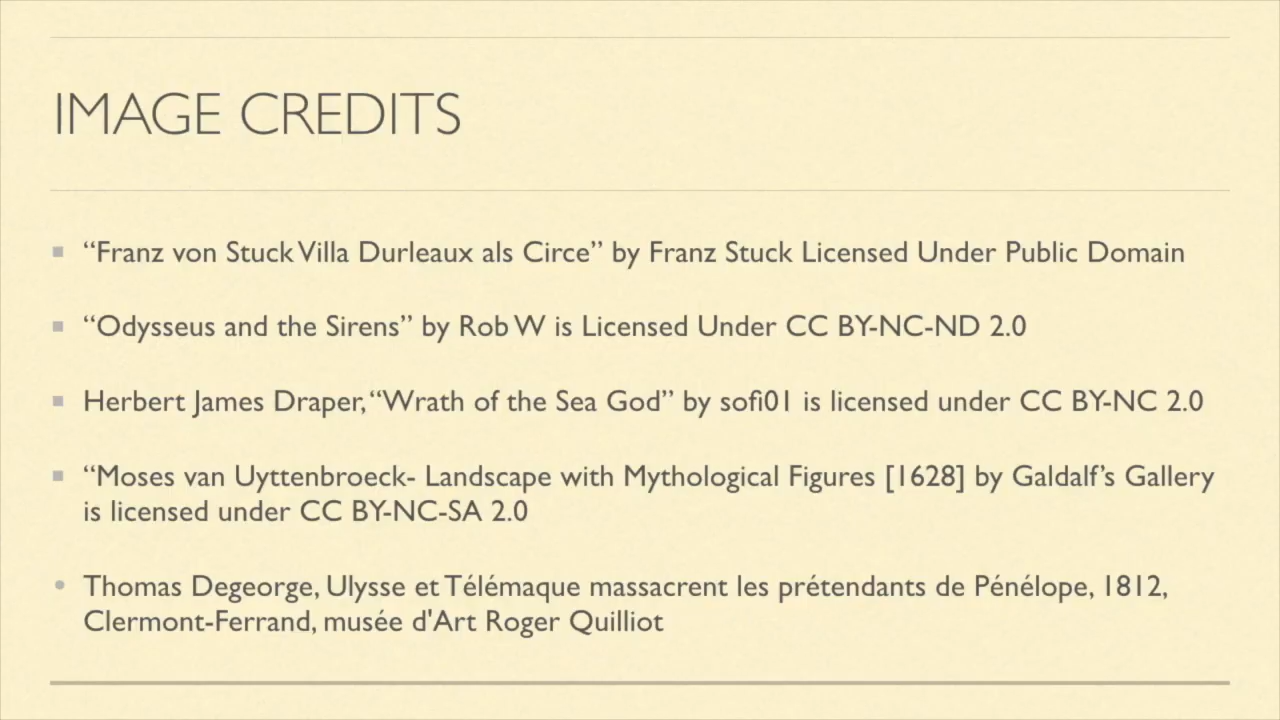 IMAGE CREDITS
“Franz von Stuck Villa Durleaux als Circe” by Franz Stuck Licensed Under Public Domain
“Odysseus and the Sirens” by Rob W is Licensed Under CC BY-NC-ND 2.0
Herbert James Draper, “Wrath of the Sea God” by sofi01 is licensed under CC BY-NC 2.0
“Moses van Uyttenbroeck- Landscape with Mythological Figures [1628] by Galdalf’s Gallery
is licensed under CC BY-NC-SA 2.0
Thomas Degeorge, Ulysse et Télémaque massacrent les prétendants de Pénélope, 1812,
Clermont-Ferrand, musée d'Art Roger Quilliot